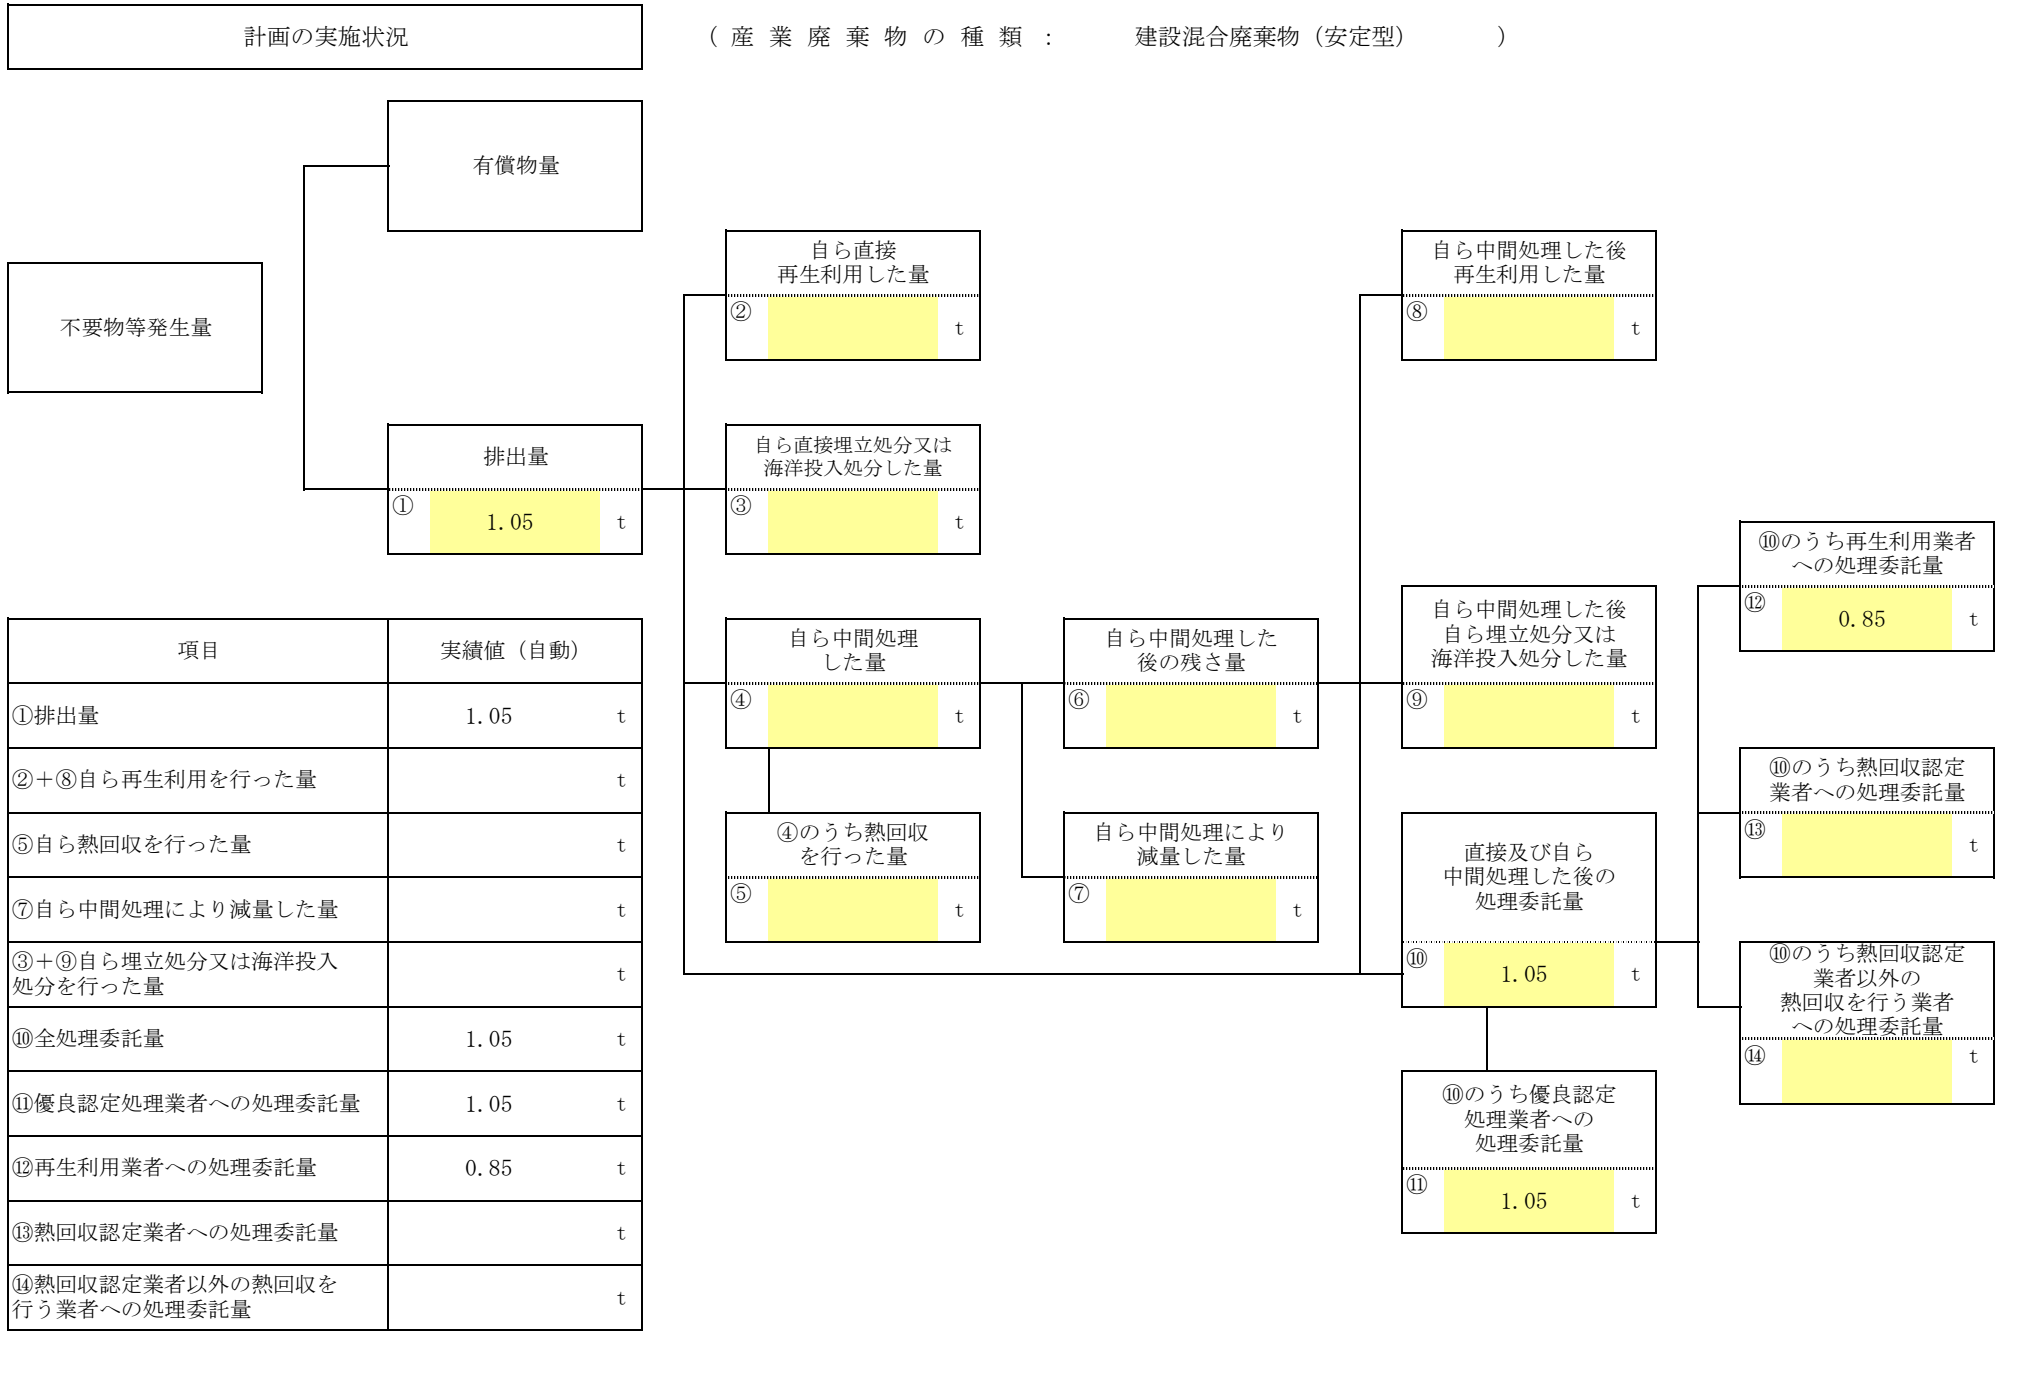 計画の実施状況
（産業廃棄物の種類：　建設混合廃棄物（安定型）　）
有償物量
不要物等発生量
排出量
① 1.05 t
自ら直接
再生利用した量
② t
自ら直接埋立処分又は
海洋投入処分した量
③ t
自ら中間処理
した量
④ t
④のうち熱回収
を行った量
⑤ t
自ら中間処理した
後の残さ量
⑥ t
自ら中間処理により
減量した量
⑦ t
自ら中間処理した後
再生利用した量
⑧ t
自ら中間処理した後
自ら埋立処分又は
海洋投入処分した量
⑨ t
直接及び自ら
中間処理した後の
処理委託量
⑩ 1.05 t
⑩のうち優良認定
処理業者への
処理委託量
⑪ 1.05 t
⑩のうち再生利用業者
への処理委託量
⑫ 0.85 t
⑩のうち熱回収認定
業者への処理委託量
⑬ t
⑩のうち熱回収認定
業者以外の
熱回収を行う業者
への処理委託量
⑭ t
項目 実績値（自動）
①排出量 1.05 t
②＋⑧自ら再生利用を行った量 t
⑤自ら熱回収を行った量 t
⑦自ら中間処理により減量した量 t
③＋⑨自ら埋立処分又は海洋投入
処分を行った量 t
⑩全処理委託量 1.05 t
⑪優良認定処理業者への処理委託量 1.05 t
⑫再生利用業者への処理委託量 0.85 t
⑬熱回収認定業者への処理委託量 t
⑭熱回収認定業者以外の熱回収を
行う業者への処理委託量 t